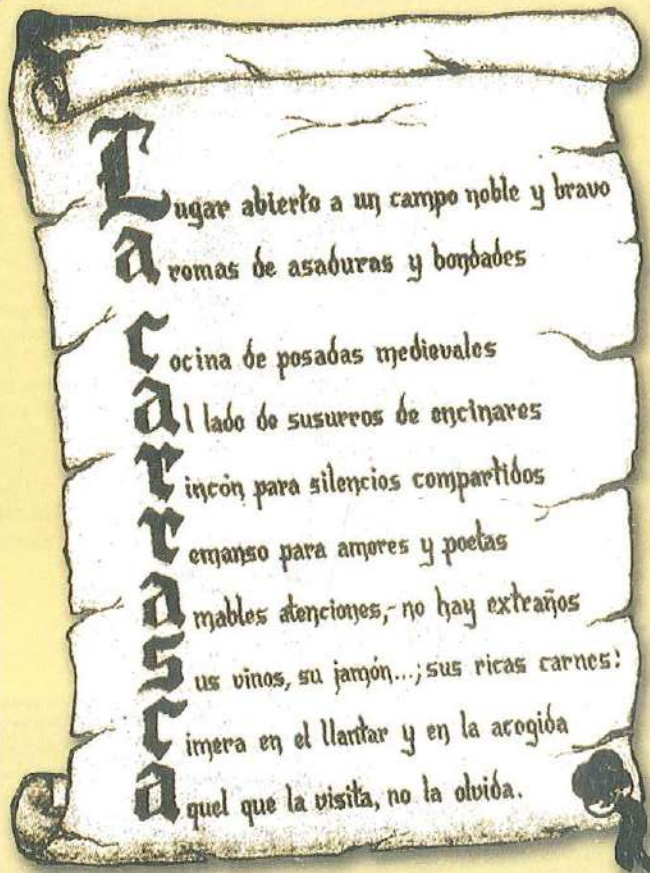 Lugar abierto a un campo noble y bravo
aromas de asaduras y bondades
Cocina de posadas medievales
al lado de susurros de encinares
rincón para silencios compartidos
remanso para amores y poetas
amables atenciones,- no hay extraños
Sus vinos, su jamón...¡sus ricas carnes!
Cimera en el llantar y en la acogida
aquel que la visita, no la olvida.